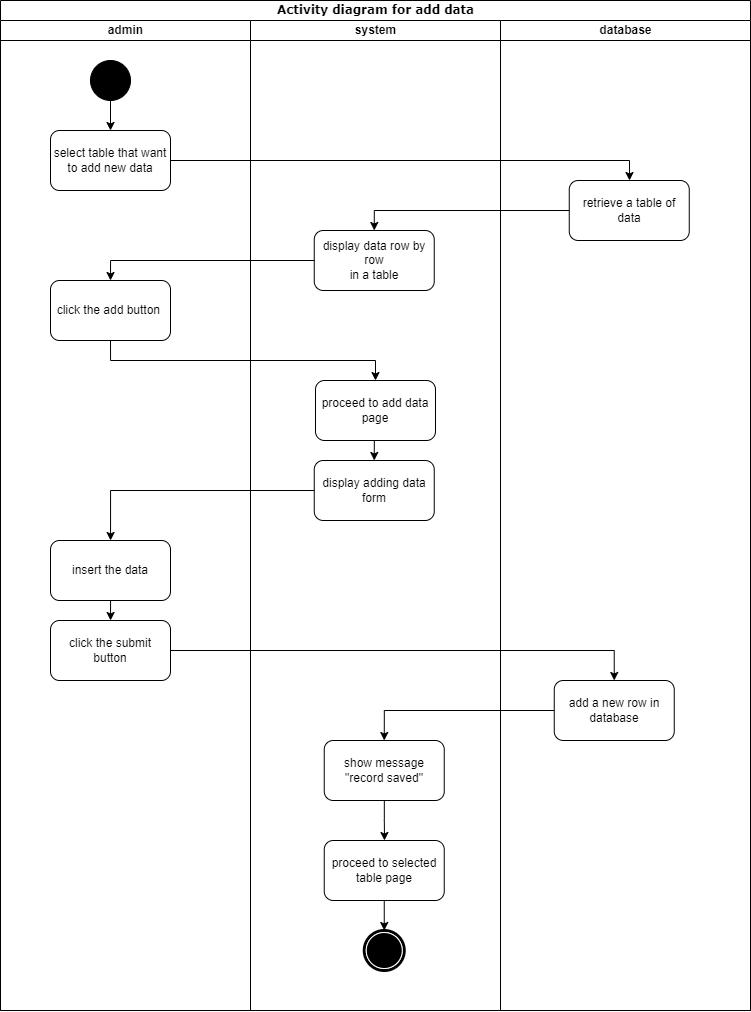 Activity diagram for add data
admin
system
database
select table that want
to add new data
retrieve a table of
data
display data row by
row
in a table
click the add button
proceed to add data
page
display adding data
form
insert the data
click the submit
button
add a new row in
database
show message
"record saved"
proceed to selected
table page